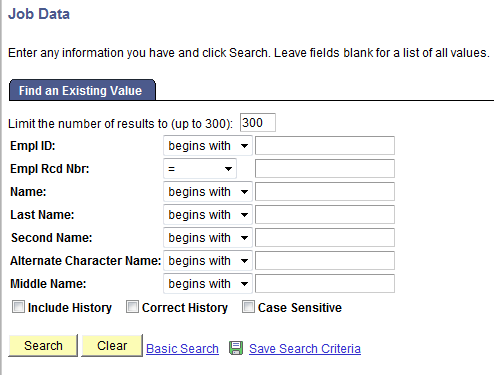 Job Data
Enter any information you have and click Search. Leave fields blank for a list of all values.
Find an Existing Value
Limit the number of results to (up to 300): 300
Empl ID: begins with
Empl Rcd Nbr: =
Name: begins with
Last Name: begins with
Second Name: begins with
Alternate Character Name: begins with
Middle Name: begins with
Include History Correct History Case Sensitive
Search Clear Basic Search Save Search Criteria